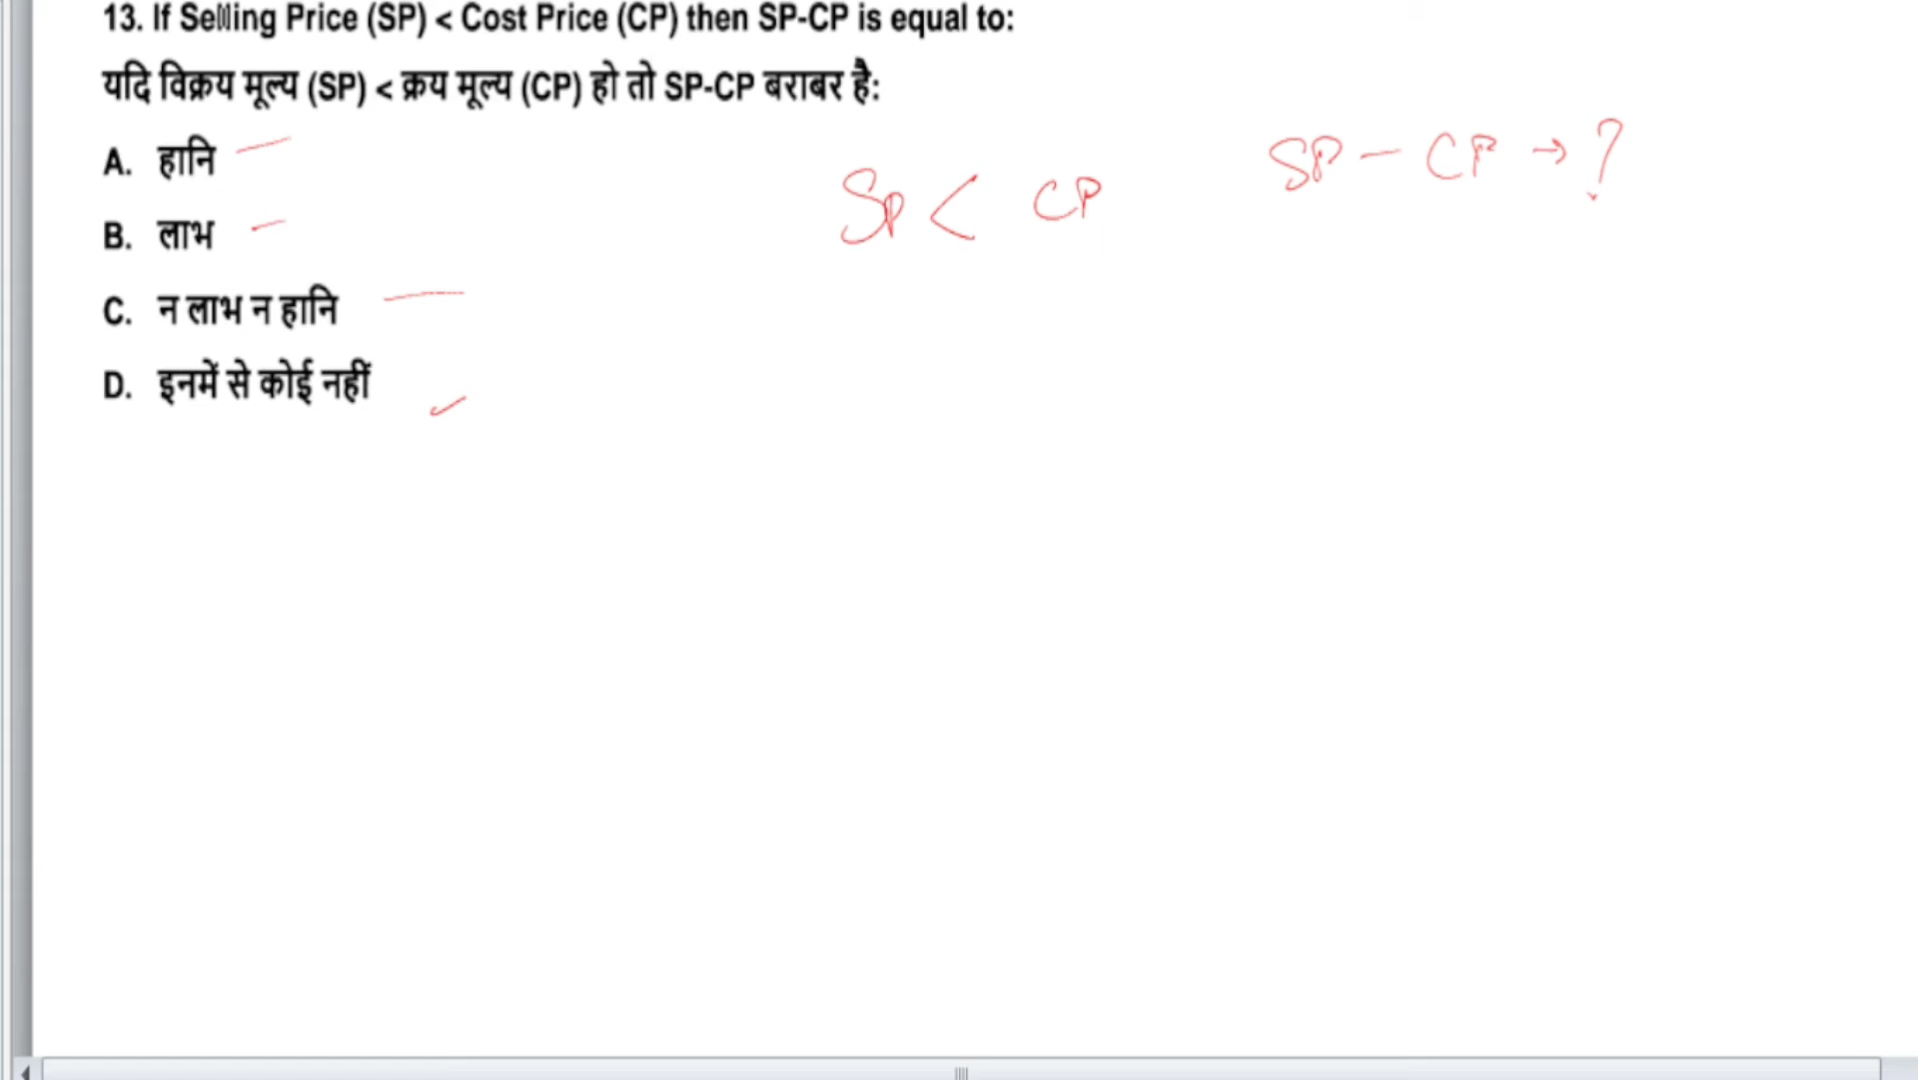 13. If Selling Price (SP) < Cost Price (CP) then SP-CP is equal to:
यदि विक्रय मूल्य (SP) < क्रय मूल्य (CP) हो तो SP-CP बराबर है:
A. हानि
B. लाभ
C. न लाभ न हानि
D. इनमें से कोई नहीं
SP < CP
SP - CP → ?